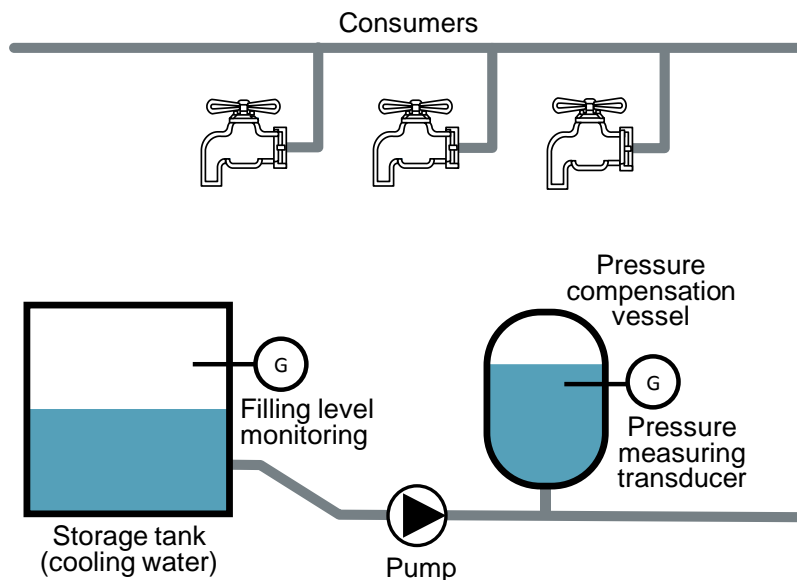 Consumers
Pressure
compensation
vessel
G
G
Filling level
monitoring
Pressure
measuring
transducer
Storage tank
(cooling water)
Pump